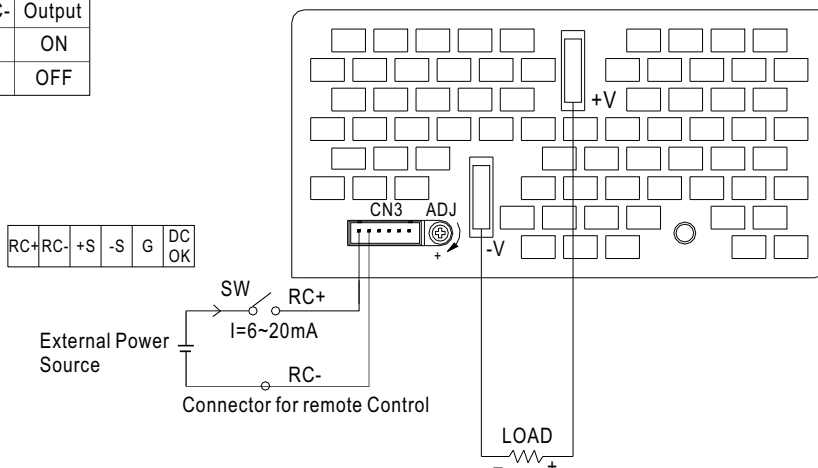 Output
ON
OFF
+V
CN3 ADJ
-V
+
RC+ RC- +S -S G DC OK
SW
RC+
I=6~20mA
External Power
Source
RC-
Connector for remote Control
LOAD
- +